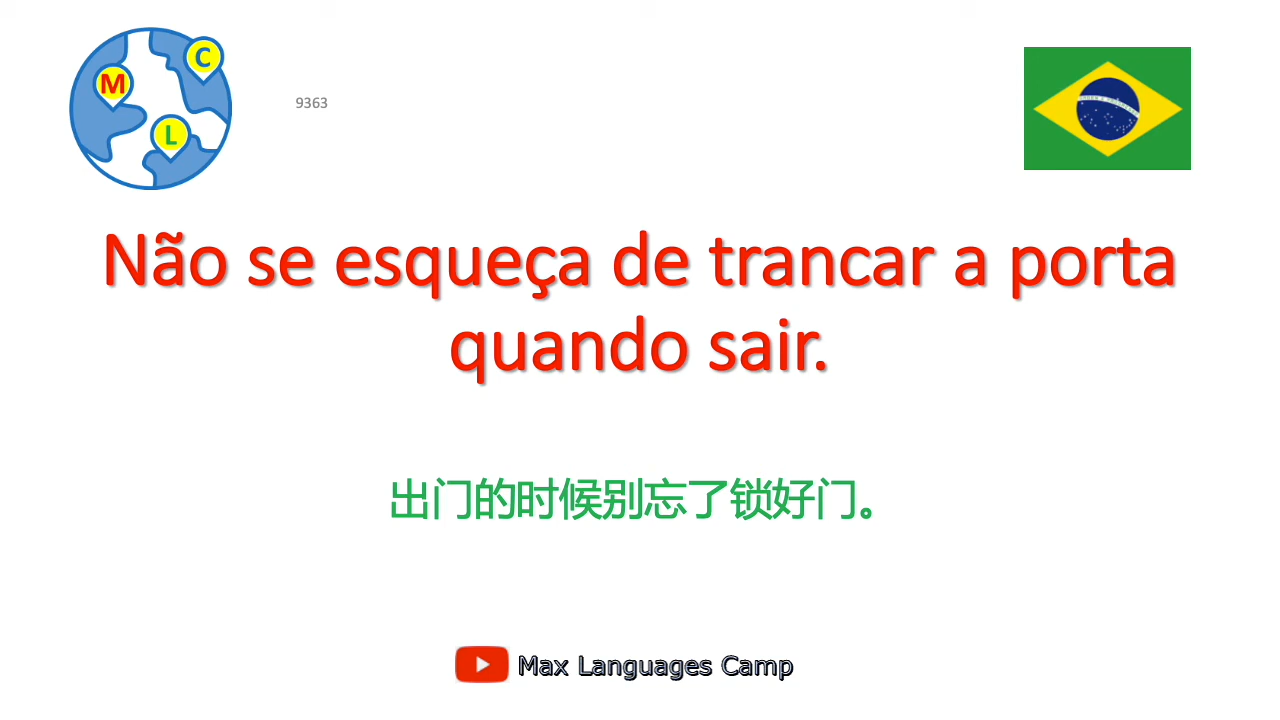 M
C
L
9363
Não se esqueça de trancar a porta
quando sair.
出门的时候别忘了锁好门。
Max Languages Camp